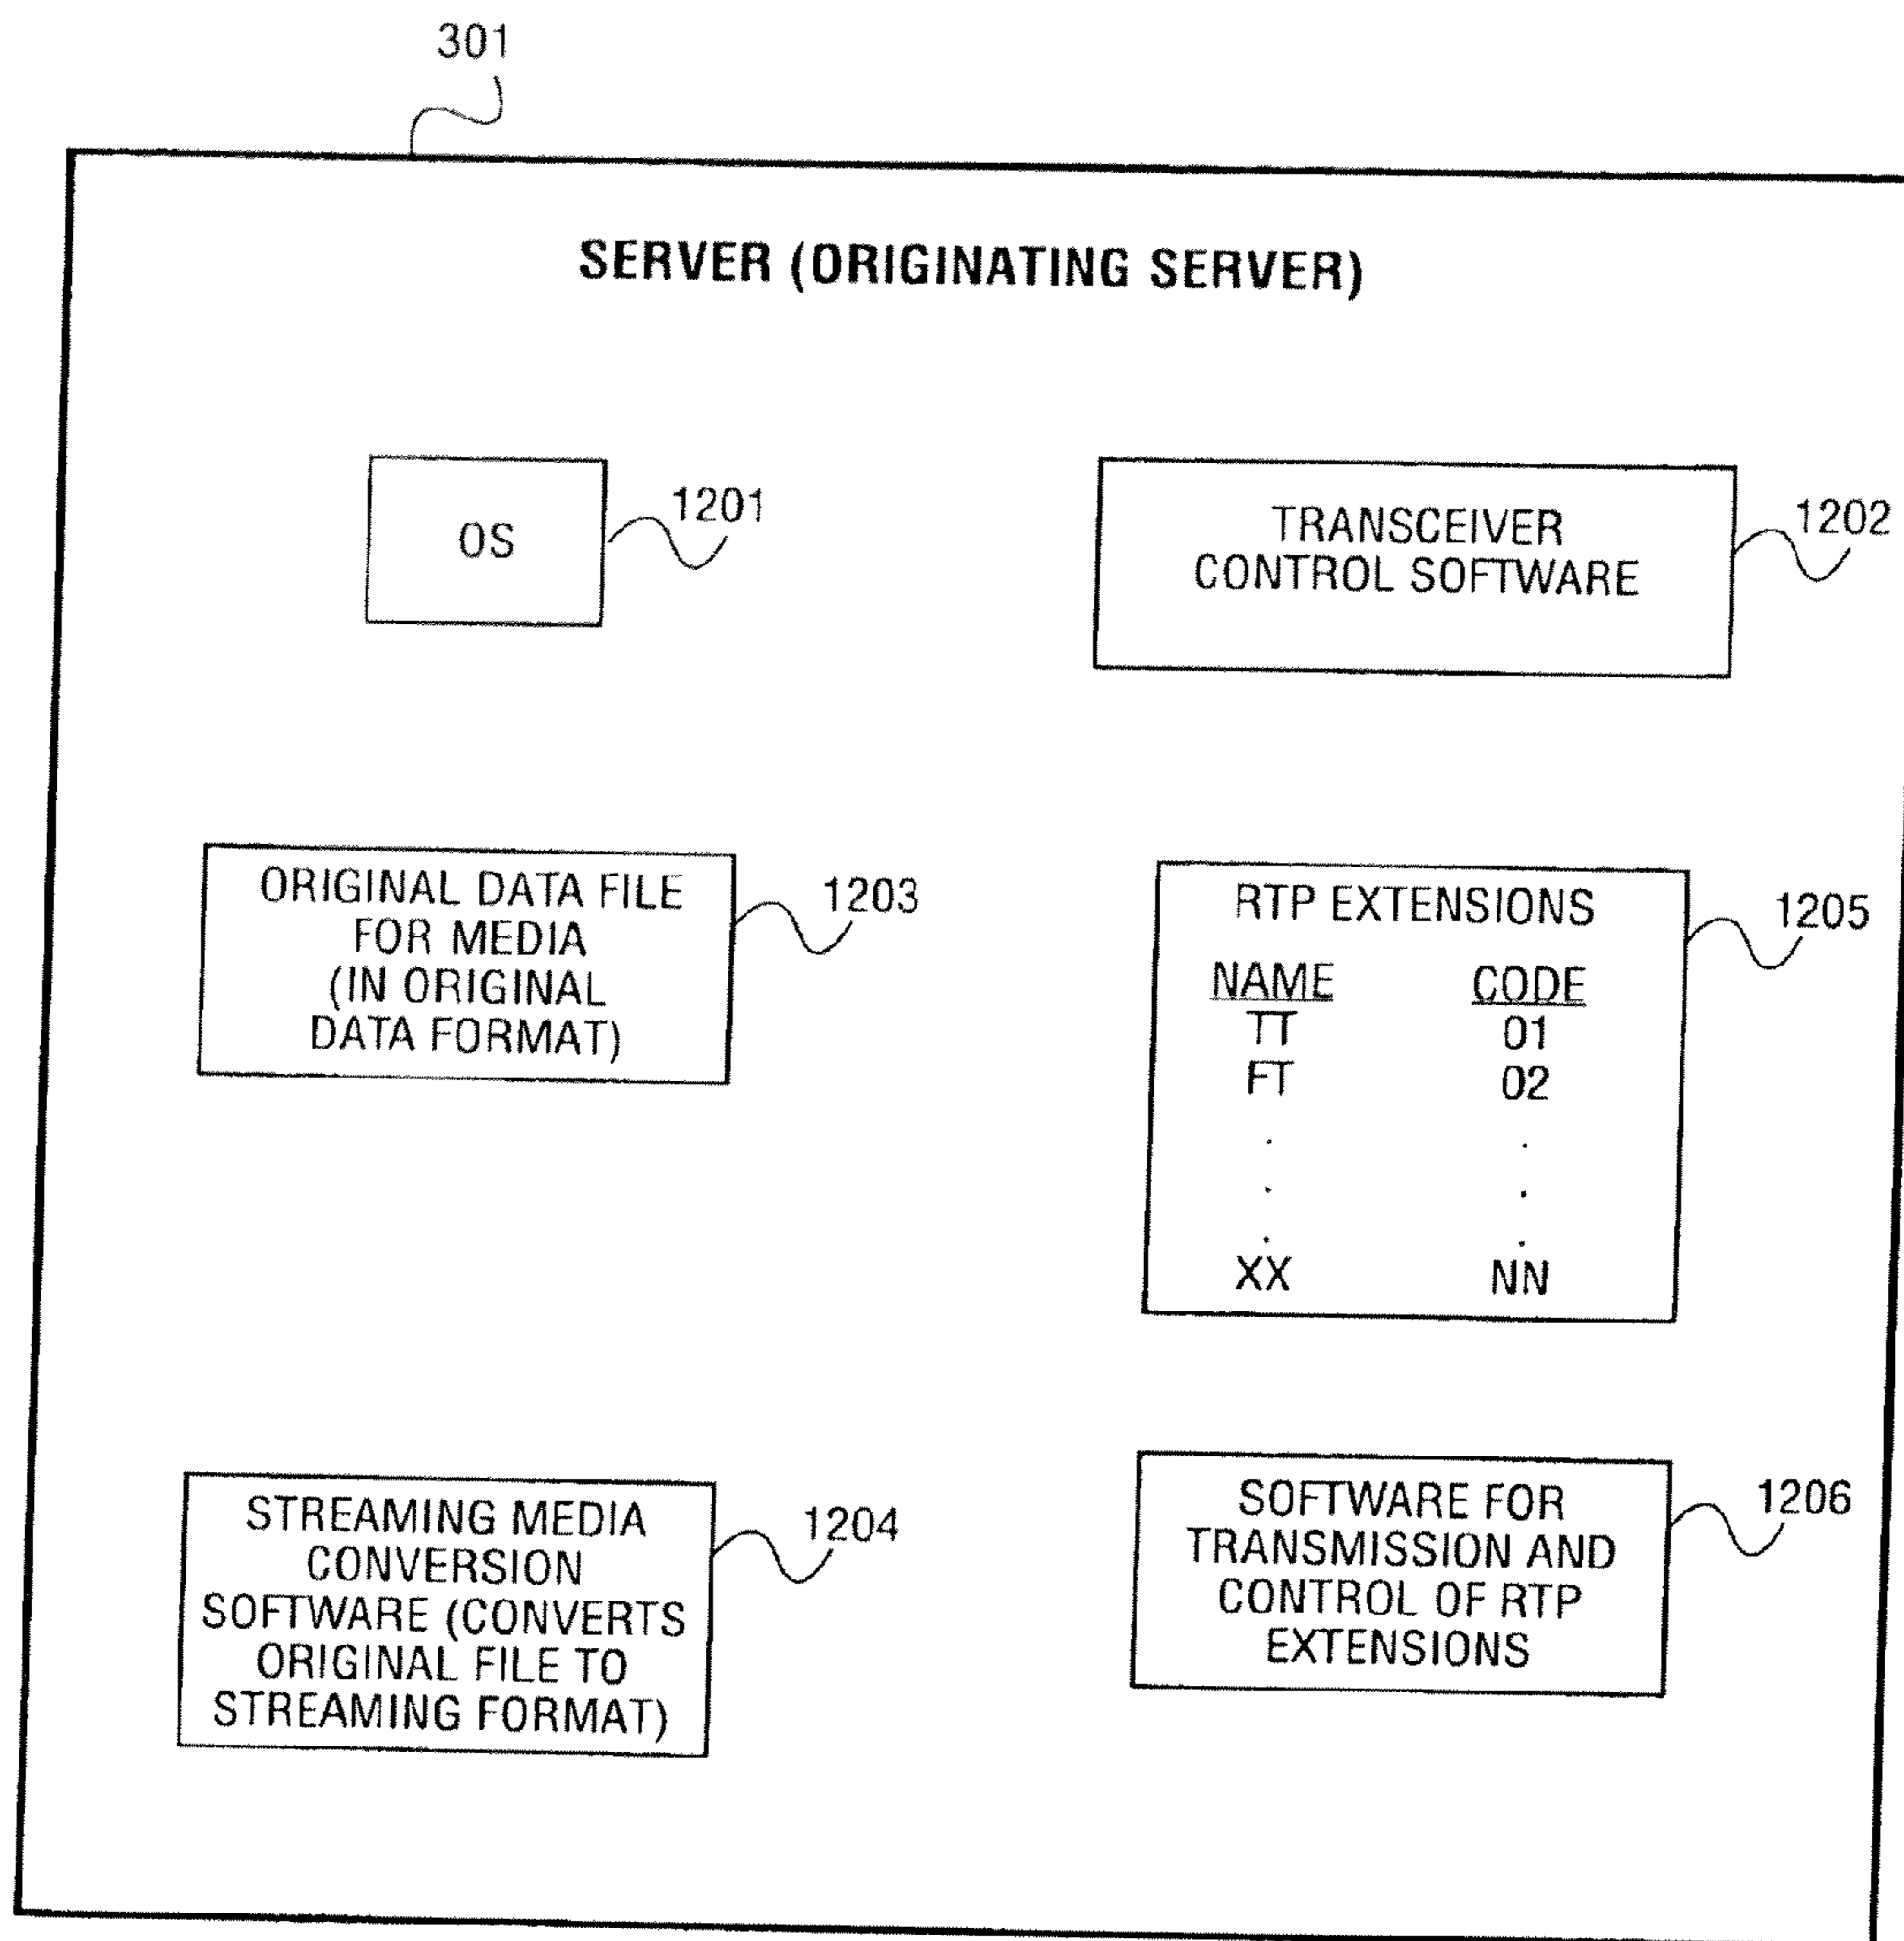 301
SERVER (ORIGINATING SERVER)
OS
1201
TRANSCEIVER
CONTROL SOFTWARE
1202
ORIGINAL DATA FILE
FOR MEDIA
(IN ORIGINAL
DATA FORMAT)
1203
RTP EXTENSIONS
NAME CODE
TT 01
FT 02
. .
. .
. .
XX NN
1205
STREAMING MEDIA
CONVERSION
SOFTWARE (CONVERTS
ORIGINAL FILE TO
STREAMING FORMAT)
1204
SOFTWARE FOR
TRANSMISSION AND
CONTROL OF RTP
EXTENSIONS
1206